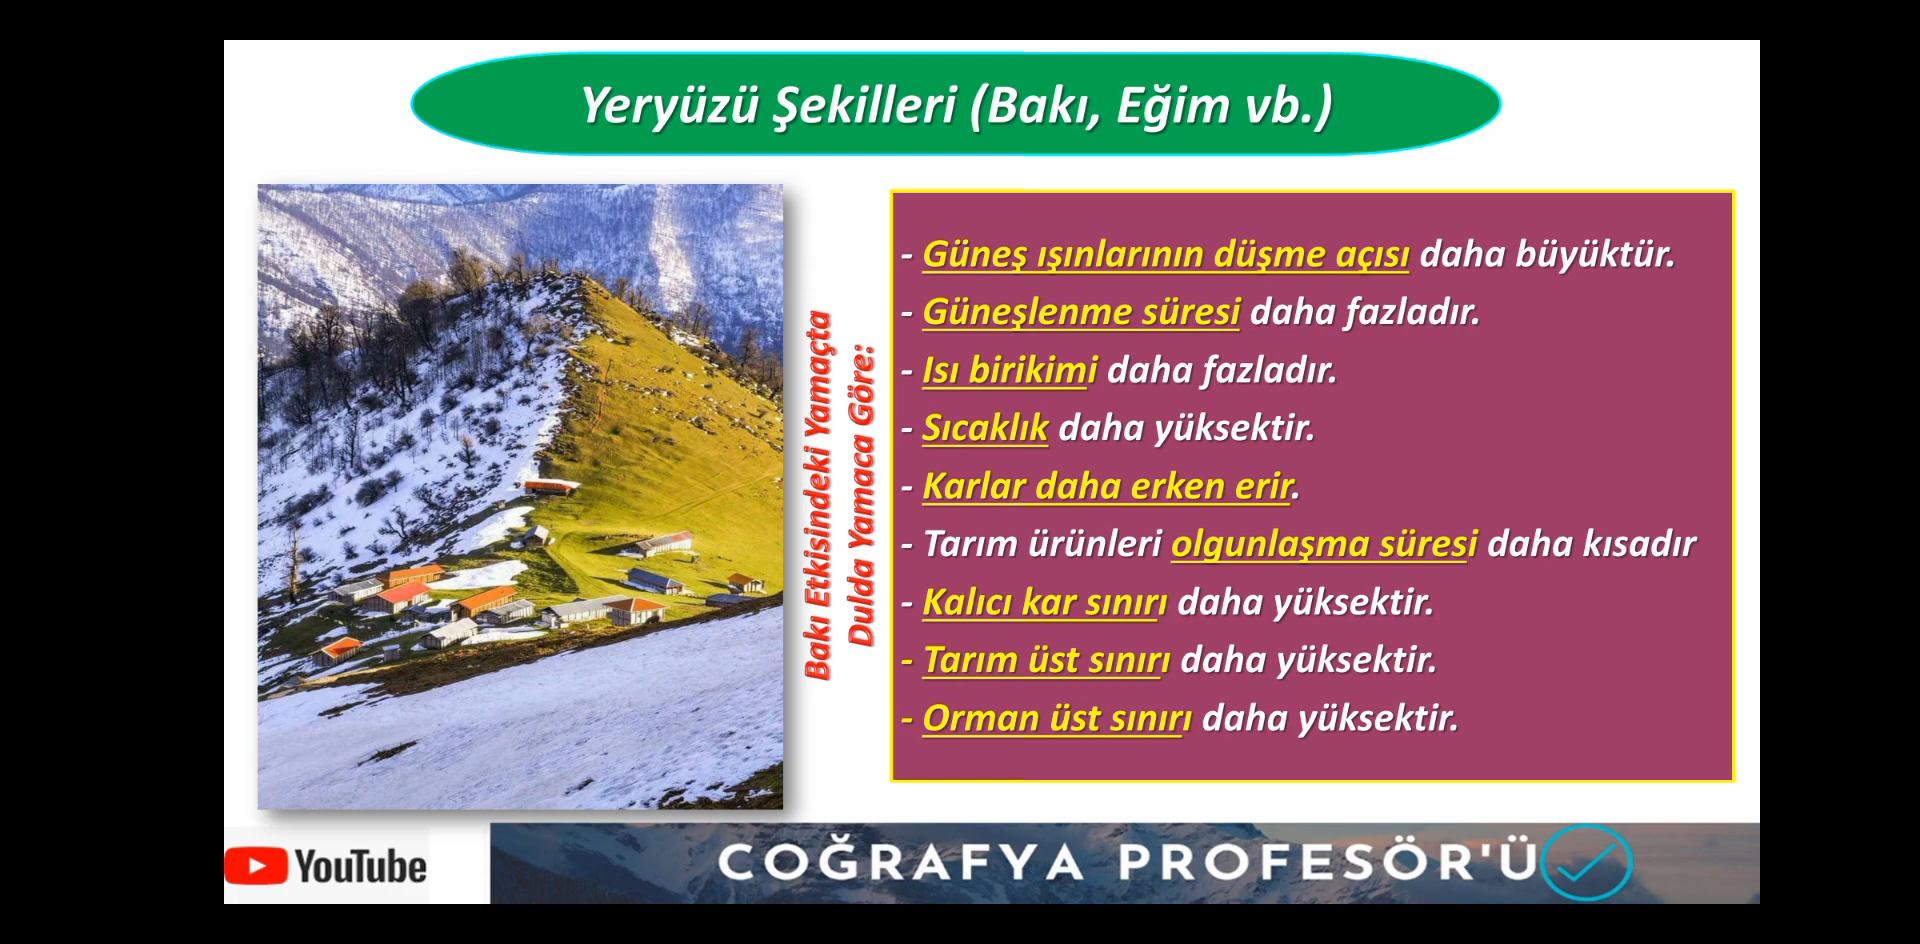 Yeryüzü Şekilleri (Bakı, Eğim vb.)
Bakı Etkisindeki Yamaçta
Dulda Yamaca Göre:
- Güneş ışınlarının düşme açısı daha büyüktür.
- Güneşlenme süresi daha fazladır.
- Isı birikimi daha fazladır.
- Sıcaklık daha yüksektir.
- Karlar daha erken erir.
- Tarım ürünleri olgunlaşma süresi daha kısadır
- Kalıcı kar sınırı daha yüksektir.
- Tarım üst sınırı daha yüksektir.
- Orman üst sınırı daha yüksektir.
YouTube
COĞRAFYA PROFESÖR'Ü